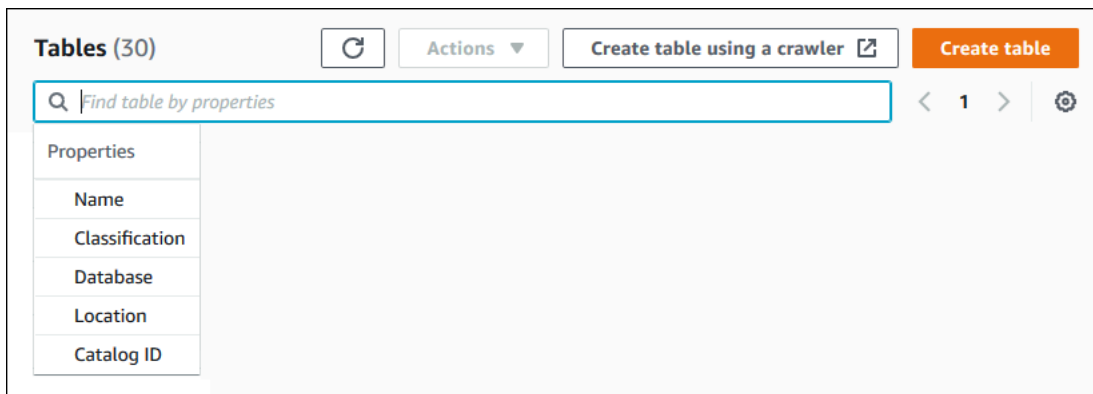 Tables (30) Actions Create table using a crawler Create table
Find table by properties 1
Properties
Name
Classification
Database
Location
Catalog ID